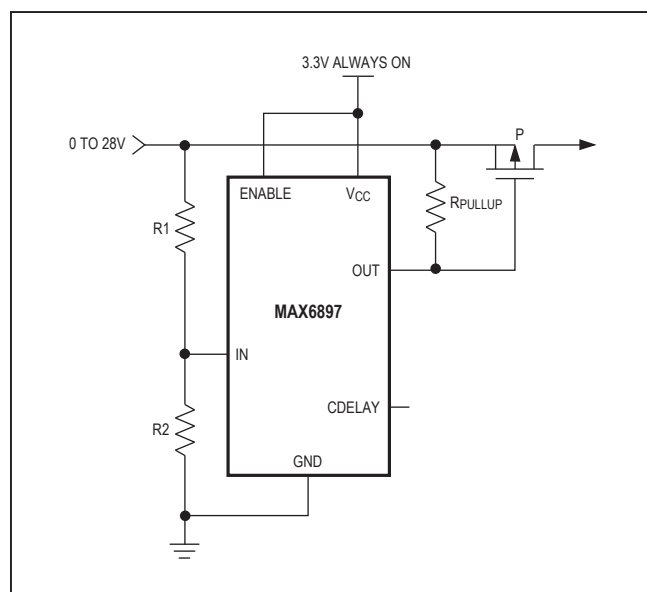 3.3V ALWAYS ON
0 TO 28V
P
ENABLE
VCC
R1
RPULLUP
OUT
MAX6897
IN
CDELAY
R2
GND